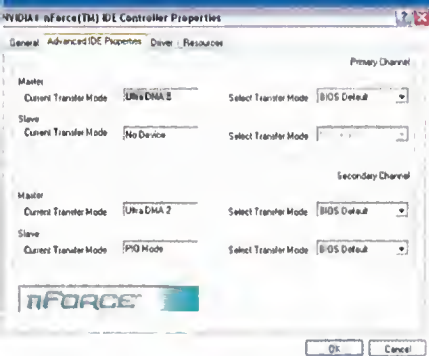 NVIDIA® nForce(TM) IDE Controller Properties
General Advanced IDE Properties Driver Resources
Primary Channel
Master
Current Transfer Mode Ultra DMA 5 Select Transfer Mode BIOS Default
Slave
Current Transfer Mode No Device Select Transfer Mode
Secondary Channel
Master
Current Transfer Mode Ultra DMA 2 Select Transfer Mode BIOS Default
Slave
Current Transfer Mode PIO Mode Select Transfer Mode BIOS Default
nFORCE
OK Cancel